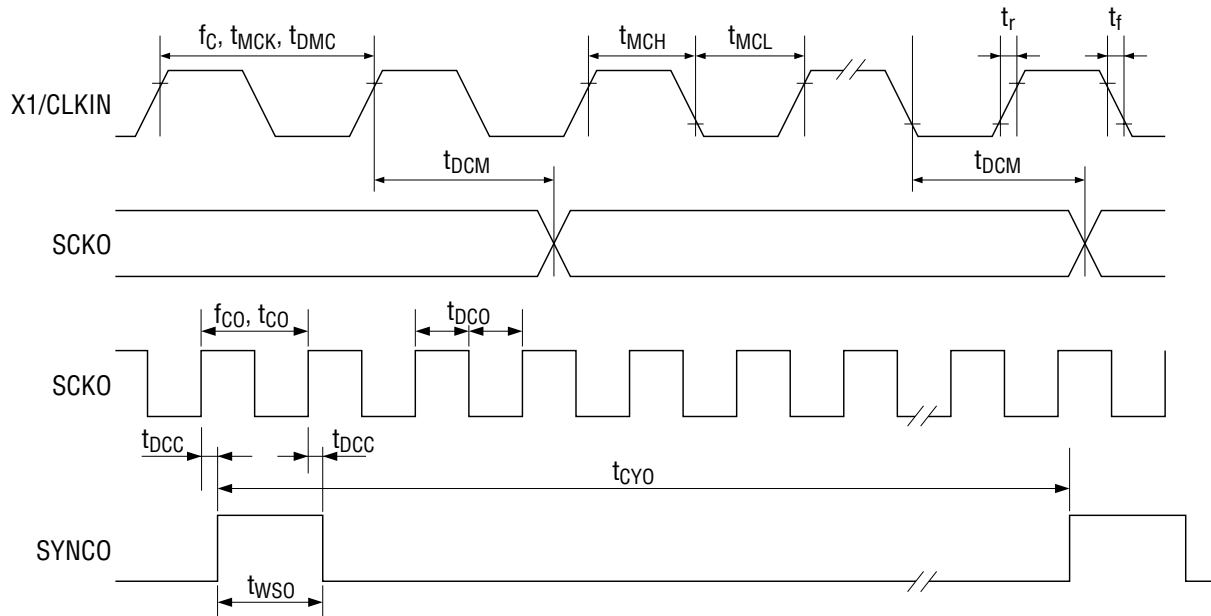 fC, tMCK, tDMC
tMCH
tMCL
tr
tf
X1/CLKIN
tDCM
tDCM
SCKO
fCO, tCO
tDCO
SCKO
tDCC
tDCC
tCYO
SYNCO
tWSO